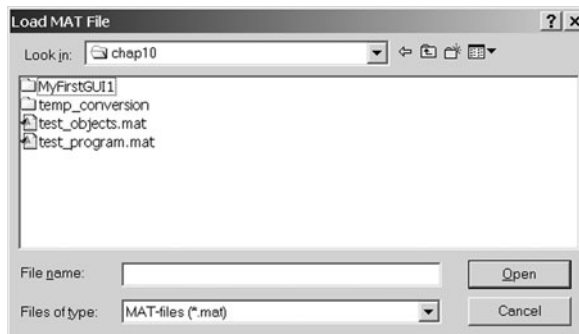 Load MAT File
Look in: chap10
MyFirstGUI1
temp_conversion
test_objects.mat
test_program.mat
File name:
Open
Files of type: MAT-files (*.mat)
Cancel